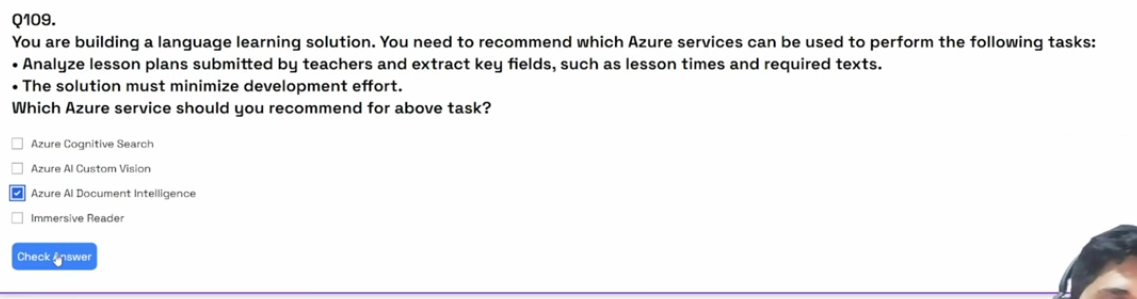 Q109.
You are building a language learning solution. You need to recommend which Azure services can be used to perform the following tasks:
• Analyze lesson plans submitted by teachers and extract key fields, such as lesson times and required texts.
• The solution must minimize development effort.
Which Azure service should you recommend for above task?
Azure Cognitive Search
Azure AI Custom Vision
Azure AI Document Intelligence
Immersive Reader
Check Answer